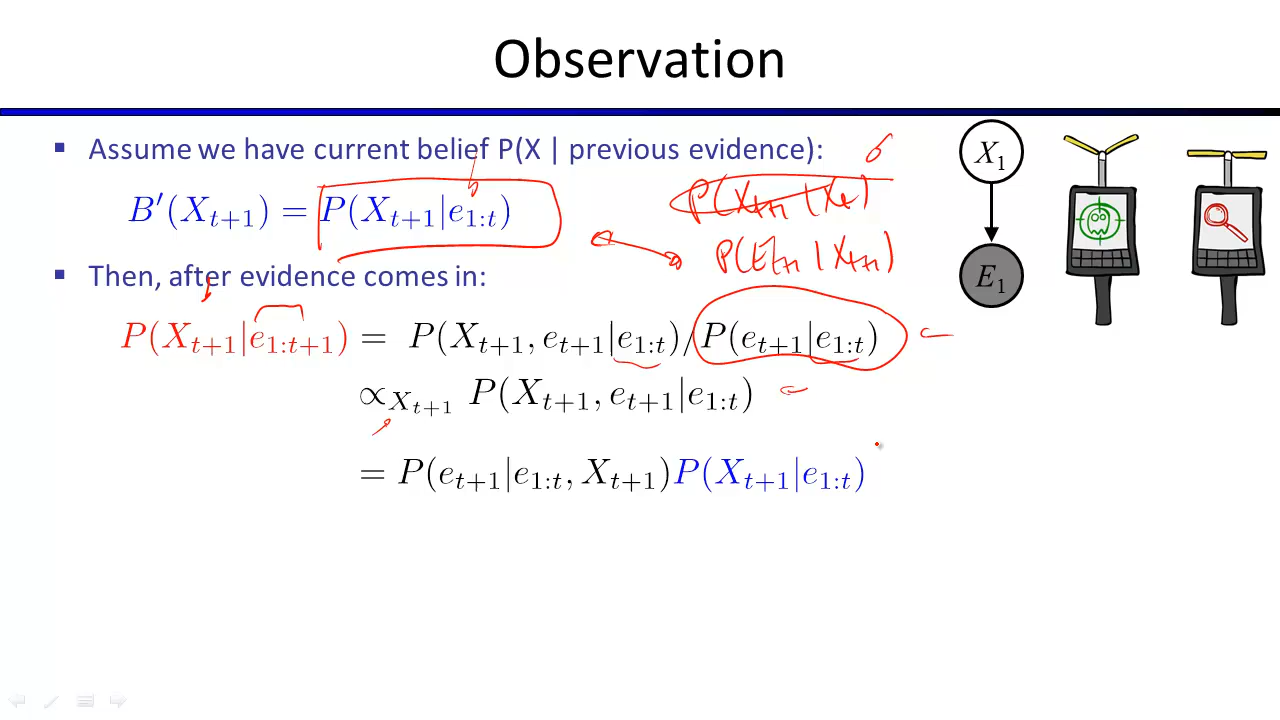 Observation
▪ Assume we have current belief P(X | previous evidence):
B′(X_{t+1}) = P(X_{t+1}|e_{1:t})
P(X_{t+1}|X_t)
P(E_{t+1}|X_{t+1})
▪ Then, after evidence comes in:
P(X_{t+1}|e_{1:t+1}) = P(X_{t+1}, e_{t+1}|e_{1:t})/P(e_{t+1}|e_{1:t})
∝_{X_{t+1}} P(X_{t+1}, e_{t+1}|e_{1:t})
= P(e_{t+1}|e_{1:t}, X_{t+1})P(X_{t+1}|e_{1:t})
X_1
E_1